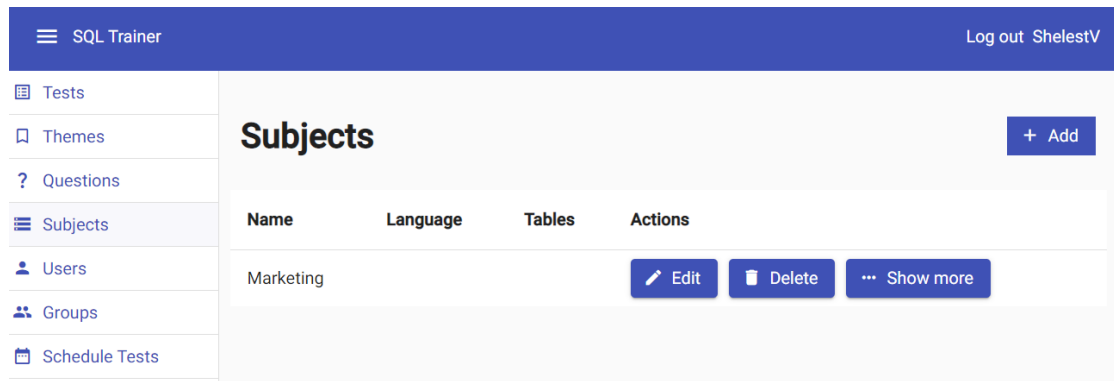 SQL Trainer Log out ShelestV
Tests
Themes
? Questions
Subjects
Users
Groups
Schedule Tests
Subjects + Add
Name Language Tables Actions
Marketing Edit Delete ... Show more